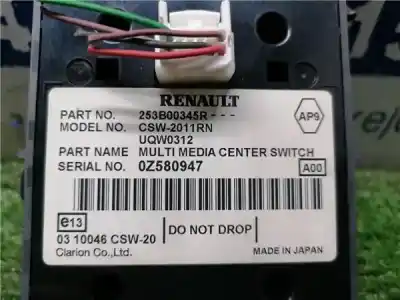 RENAULT
PART NO. 253B00345R---
MODEL NO. CSW-2011RN
UQW0312
AP9
PART NAME MULTI MEDIA CENTER SWITCH
SERIAL NO. 0Z580947
A00
e13
03 10046 CSW-20
DO NOT DROP
Clarion Co.,Ltd.
MADE IN JAPAN